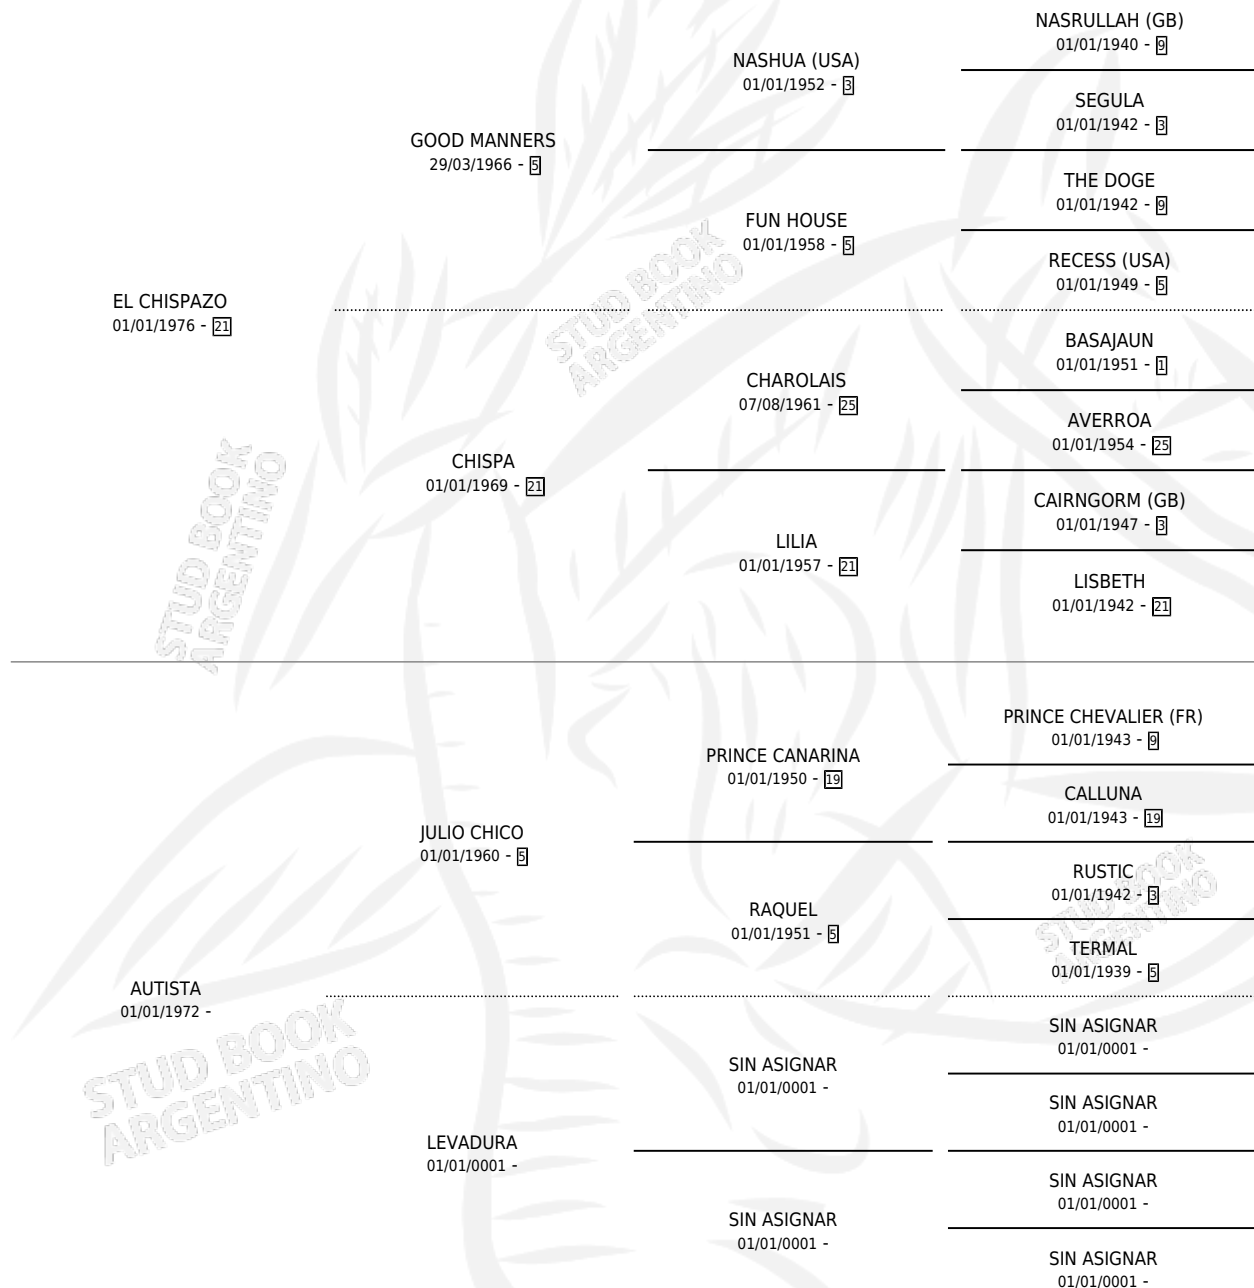 NASRULLAH (GB)
01/01/1940 - 9
NASHUA (USA)
01/01/1952 - 3
SEGULA
01/01/1942 - 3
GOOD MANNERS
29/03/1966 - 5
THE DOGE
01/01/1942 - 9
FUN HOUSE
01/01/1958 - 5
RECESS (USA)
01/01/1949 - 5
EL CHISPAZO
01/01/1976 - 21
BASAJAUN
01/01/1951 - 1
CHAROLAIS
07/08/1961 - 25
AVERROA
01/01/1954 - 25
CHISPA
01/01/1969 - 21
CAIRNGORM (GB)
01/01/1947 - 3
LILIA
01/01/1957 - 21
LISBETH
01/01/1942 - 21
PRINCE CHEVALIER (FR)
01/01/1943 - 9
PRINCE CANARINA
01/01/1950 - 19
CALLUNA
01/01/1943 - 19
JULIO CHICO
01/01/1960 - 5
RUSTIC
01/01/1942 - 3
RAQUEL
01/01/1951 - 5
TERMAL
01/01/1939 - 5
AUTISTA
01/01/1972 -
SIN ASIGNAR
01/01/0001 -
SIN ASIGNAR
01/01/0001 -
SIN ASIGNAR
01/01/0001 -
LEVADURA
01/01/0001 -
SIN ASIGNAR
01/01/0001 -
SIN ASIGNAR
01/01/0001 -
SIN ASIGNAR
01/01/0001 -
STUD BOOK
ARGENTINO
STUD BOOK
ARGENTINO
STUD BOOK
ARGENTINO
STUD BOOK
ARGENTINO